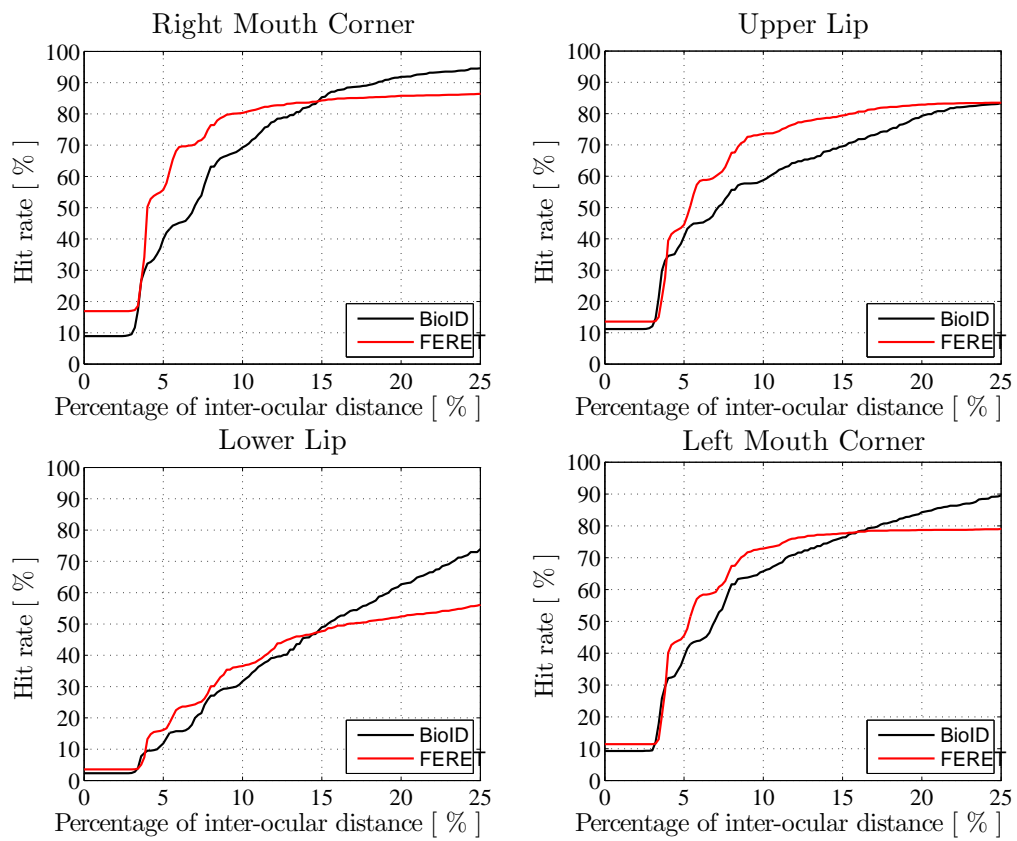 Right Mouth Corner
Hit rate [ % ]
100
90
80
70
60
50
40
30
20
10
0
BioID
FERET
0 5 10 15 20 25
Percentage of inter-ocular distance [ % ]
Upper Lip
Hit rate [ % ]
100
90
80
70
60
50
40
30
20
10
0
BioID
FERET
0 5 10 15 20 25
Percentage of inter-ocular distance [ % ]
Lower Lip
Hit rate [ % ]
100
90
80
70
60
50
40
30
20
10
0
BioID
FERET
0 5 10 15 20 25
Percentage of inter-ocular distance [ % ]
Left Mouth Corner
Hit rate [ % ]
100
90
80
70
60
50
40
30
20
10
0
BioID
FERET
0 5 10 15 20 25
Percentage of inter-ocular distance [ % ]